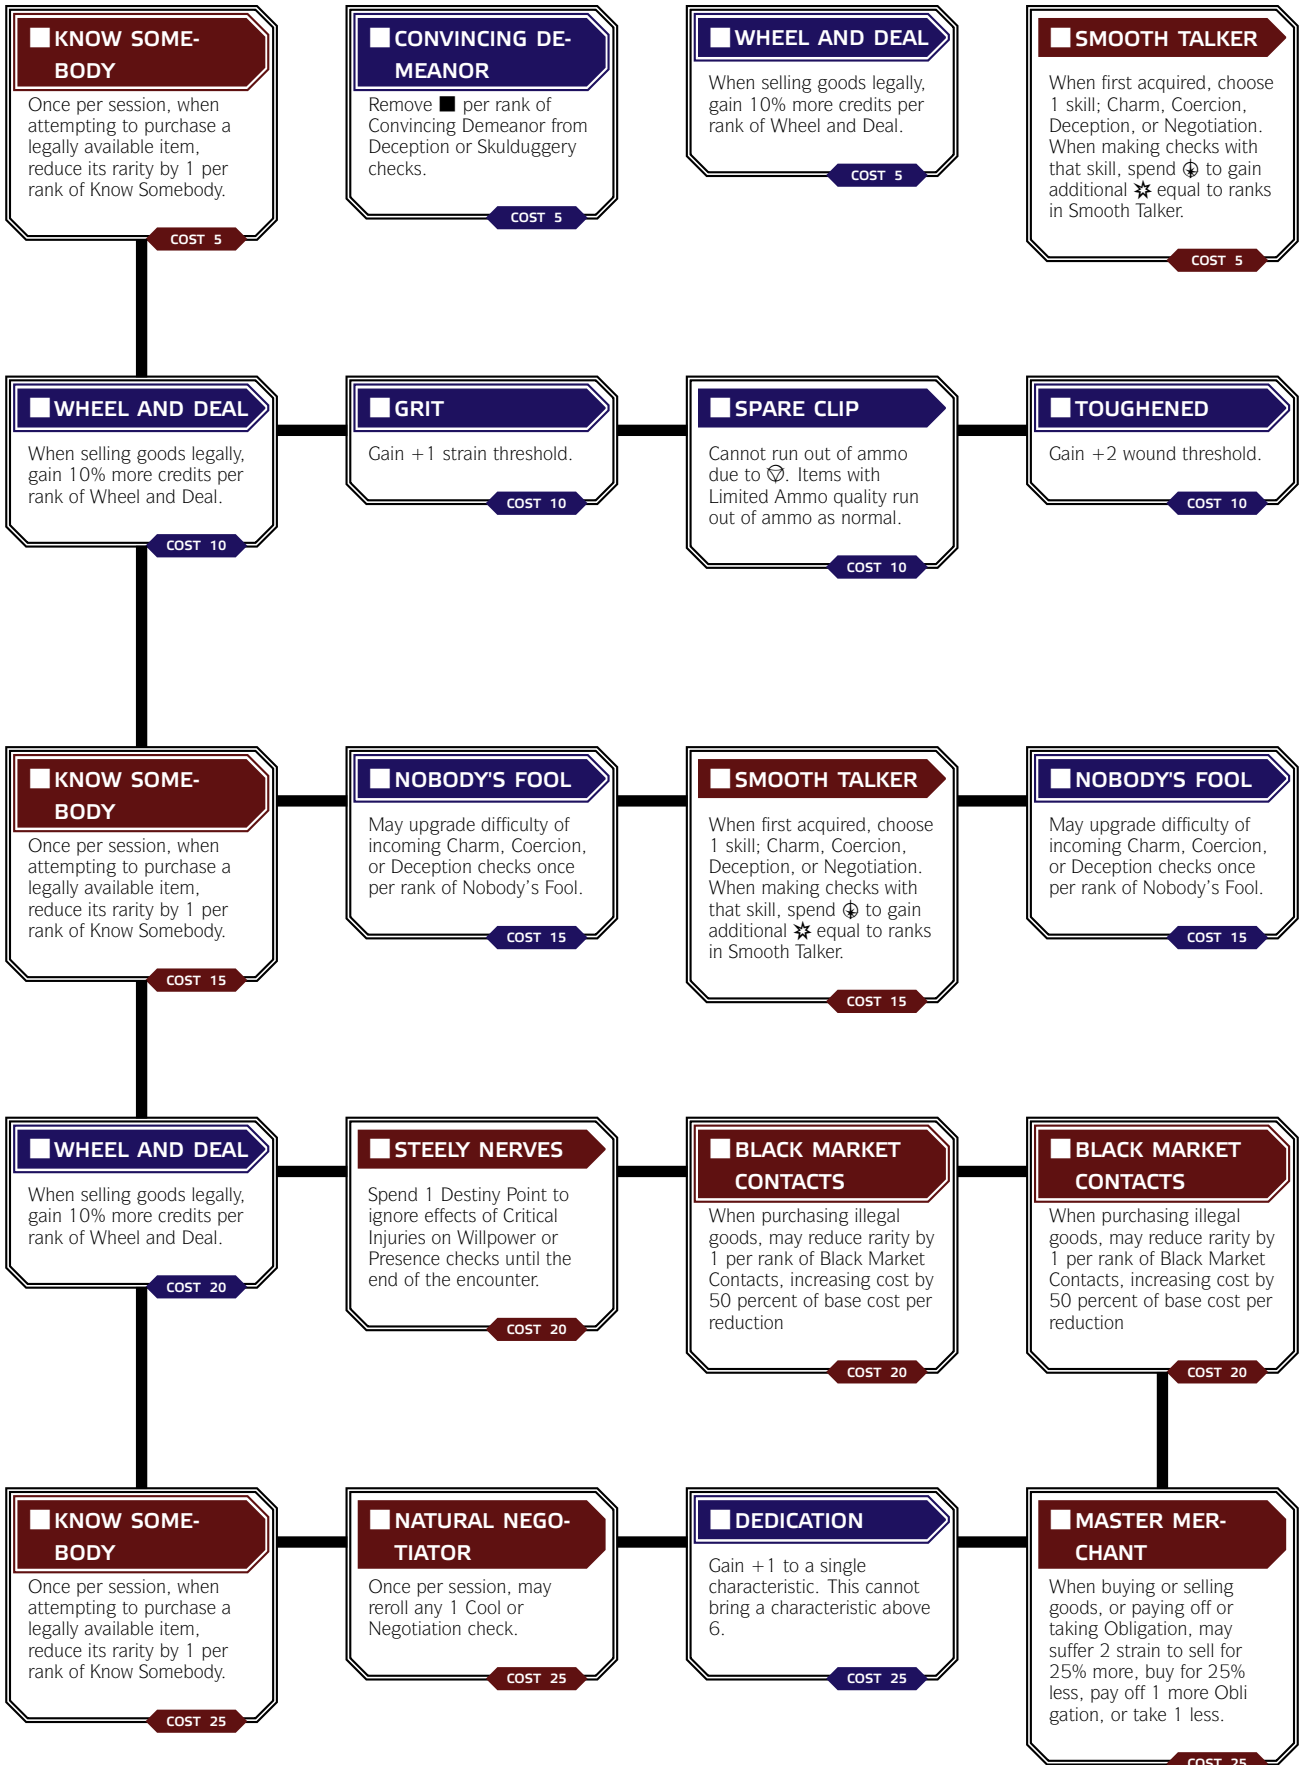 KNOW SOME-
BODY
Once per session, when
attempting to purchase a
legally available item,
reduce its rarity by 1 per
rank of Know Somebody.
COST 5
CONVINCING DE-
MEANOR
Remove ■ per rank of
Convincing Demeanor from
Deception or Skulduggery
checks.
COST 5
WHEEL AND DEAL
When selling goods legally,
gain 10% more credits per
rank of Wheel and Deal.
COST 5
SMOOTH TALKER
When first acquired, choose
1 skill; Charm, Coercion,
Deception, or Negotiation.
When making checks with
that skill, spend to gain
additional equal to ranks
in Smooth Talker.
COST 5
WHEEL AND DEAL
When selling goods legally,
gain 10% more credits per
rank of Wheel and Deal.
COST 10
GRIT
Gain +1 strain threshold.
COST 10
SPARE CLIP
Cannot run out of ammo
due to . Items with
Limited Ammo quality run
out of ammo as normal.
COST 10
TOUGHENED
Gain +2 wound threshold.
COST 10
KNOW SOME-
BODY
Once per session, when
attempting to purchase a
legally available item,
reduce its rarity by 1 per
rank of Know Somebody.
COST 15
NOBODY'S FOOL
May upgrade difficulty of
incoming Charm, Coercion,
or Deception checks once
per rank of Nobody's Fool.
COST 15
SMOOTH TALKER
When first acquired, choose
1 skill; Charm, Coercion,
Deception, or Negotiation.
When making checks with
that skill, spend to gain
additional equal to ranks
in Smooth Talker.
COST 15
NOBODY'S FOOL
May upgrade difficulty of
incoming Charm, Coercion,
or Deception checks once
per rank of Nobody's Fool.
COST 15
WHEEL AND DEAL
When selling goods legally,
gain 10% more credits per
rank of Wheel and Deal.
COST 20
STEELY NERVES
Spend 1 Destiny Point to
ignore effects of Critical
Injuries on Willpower or
Presence checks until the
end of the encounter.
COST 20
BLACK MARKET
CONTACTS
When purchasing illegal
goods, may reduce rarity by
1 per rank of Black Market
Contacts, increasing cost by
50 percent of base cost per
reduction
COST 20
BLACK MARKET
CONTACTS
When purchasing illegal
goods, may reduce rarity by
1 per rank of Black Market
Contacts, increasing cost by
50 percent of base cost per
reduction
COST 20
KNOW SOME-
BODY
Once per session, when
attempting to purchase a
legally available item,
reduce its rarity by 1 per
rank of Know Somebody.
COST 25
NATURAL NEGO-
TIATOR
Once per session, may
reroll any 1 Cool or
Negotiation check.
COST 25
DEDICATION
Gain +1 to a single
characteristic. This cannot
bring a characteristic above
6.
COST 25
MASTER MER-
CHANT
When buying or selling
goods, or paying off or
taking Obligation, may
suffer 2 strain to sell for
25% more, buy for 25%
less, pay off 1 more Obli
gation, or take 1 less.
COST 25